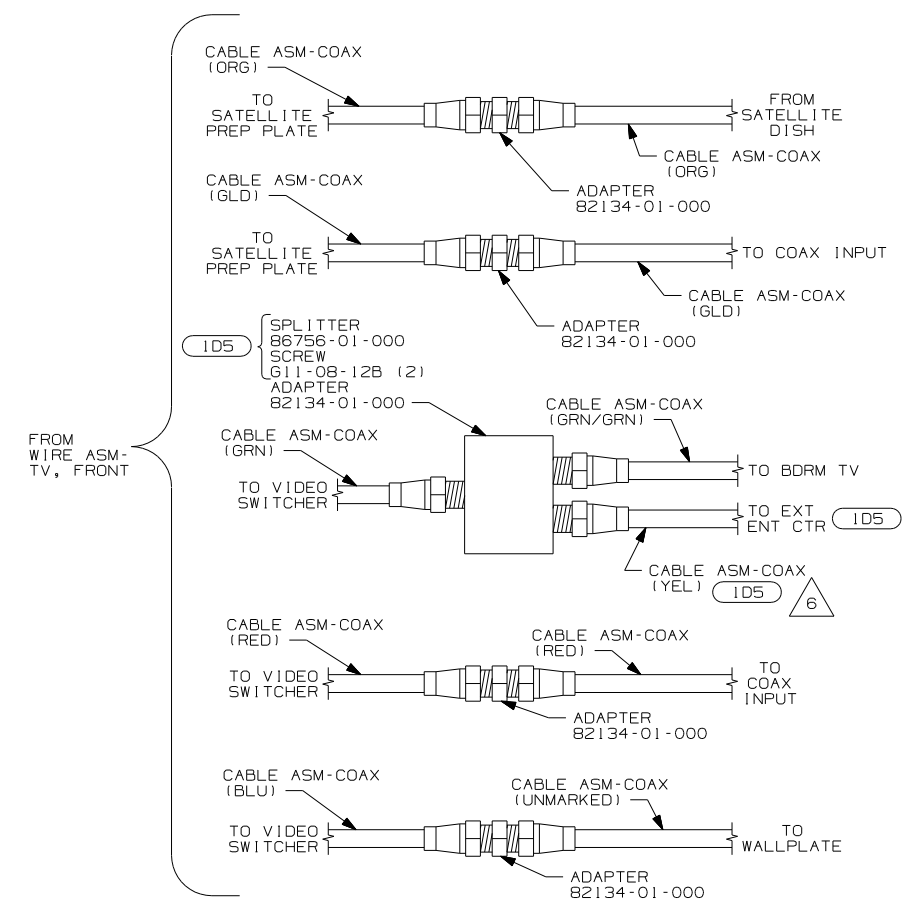 CABLE ASM-COAX
(ORG)
TO
SATELLITE
PREP PLATE
FROM
SATELLITE
DISH
CABLE ASM-COAX
(ORG)
ADAPTER
82134-01-000
CABLE ASM-COAX
(GLD)
TO
SATELLITE
PREP PLATE
TO COAX INPUT
CABLE ASM-COAX
(GLD)
ADAPTER
82134-01-000
1D5
SPLITTER
86756-01-000
SCREW
G11-08-12B (2)
ADAPTER
82134-01-000
CABLE ASM-COAX
(GRN/GRN)
FROM
WIRE ASM-
TV, FRONT
CABLE ASM-COAX
(GRN)
TO VIDEO
SWITCHER
TO BDRM TV
TO EXT
ENT CTR
1D5
CABLE ASM-COAX
(YEL)
1D5
6
CABLE ASM-COAX
(RED)
TO VIDEO
SWITCHER
CABLE ASM-COAX
(RED)
TO
COAX
INPUT
ADAPTER
82134-01-000
CABLE ASM-COAX
(BLU)
TO VIDEO
SWITCHER
CABLE ASM-COAX
(UNMARKED)
TO
WALLPLATE
ADAPTER
82134-01-000